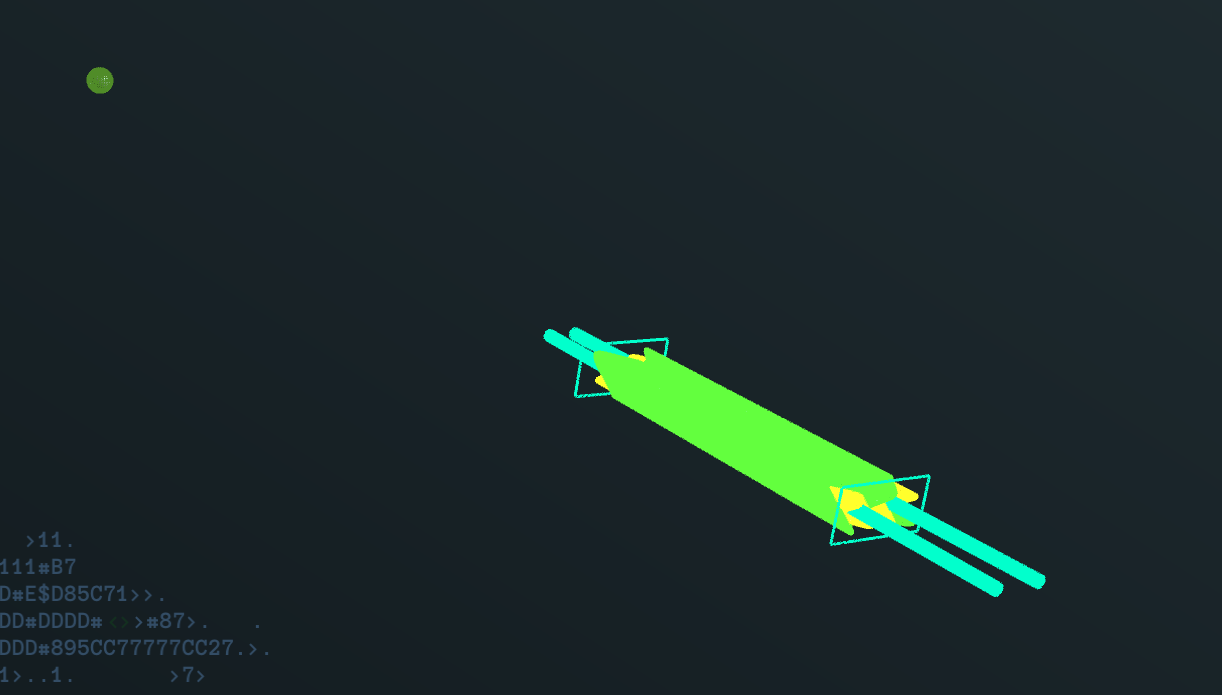 >11.
111#B7
D#E$D85C71>>.
DD#DDDD# <>>#87>. .
DDD#895CC77777CC27.>.
1>..1. >7>